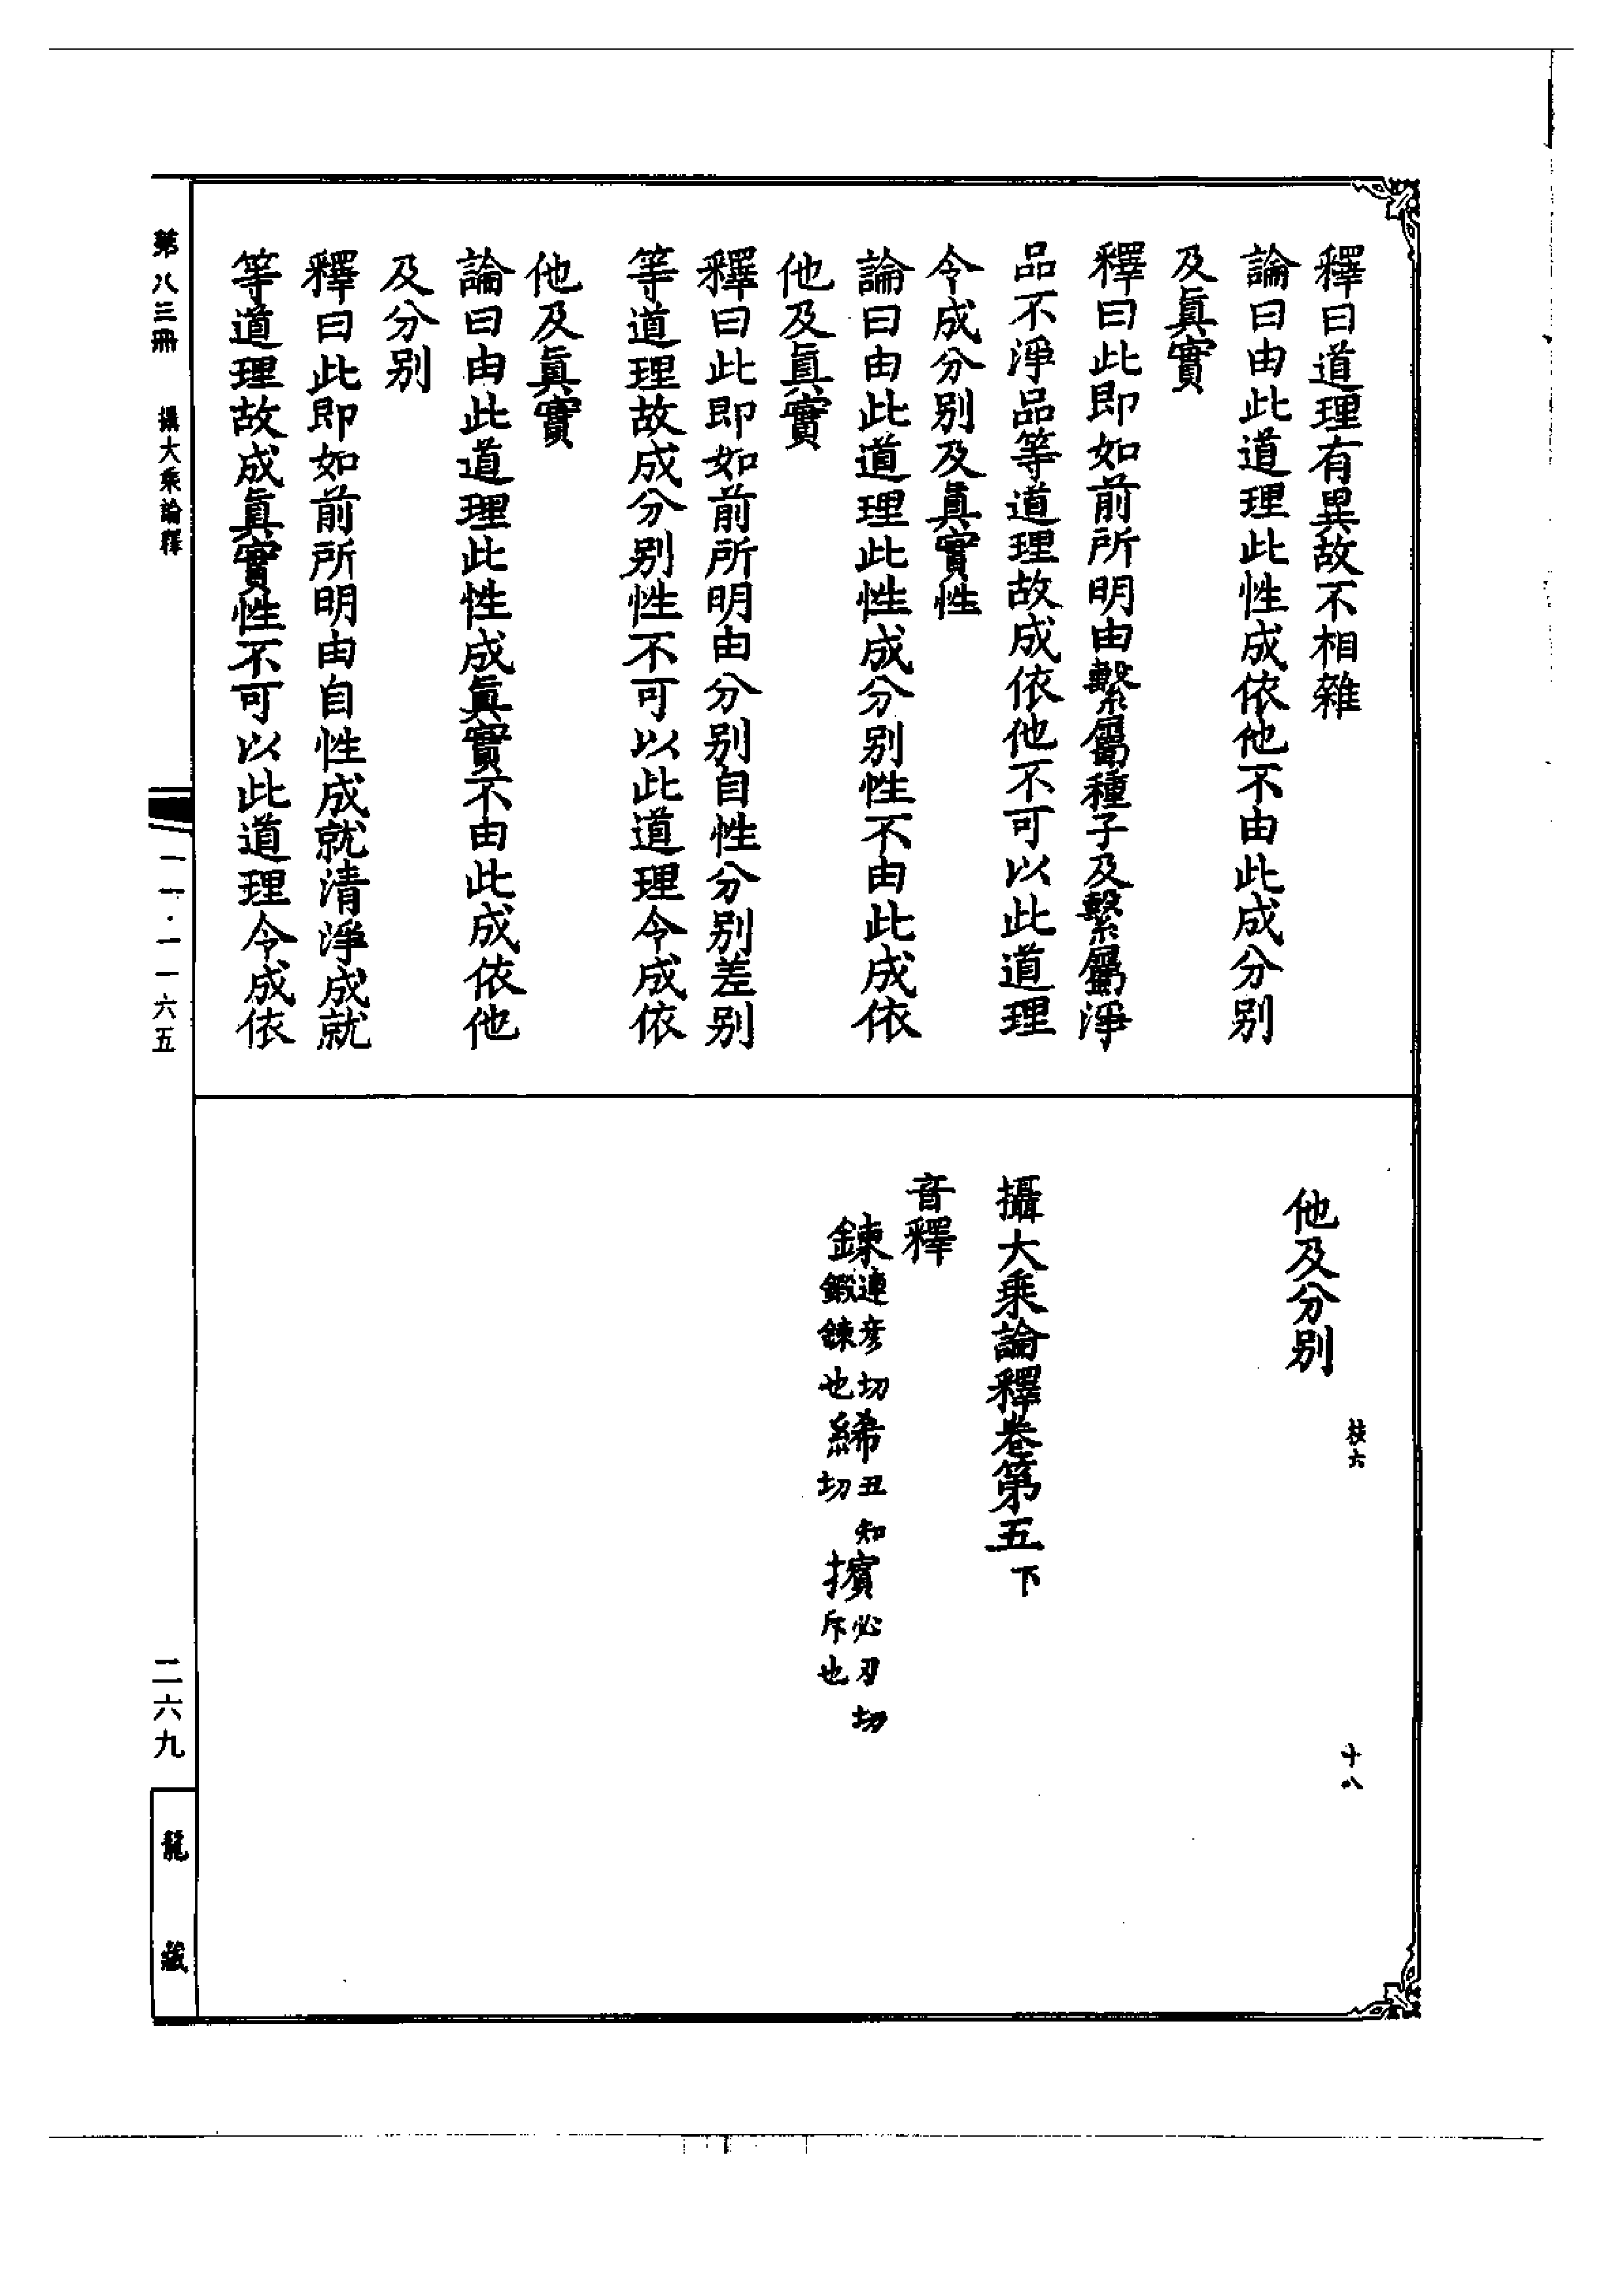 釋曰道理有異故不相雜
論曰由此道理此性成依他不由此成分別
及眞實
釋曰此即如前所明由繫屬種子及繫屬淨
品不淨品等道理故成依他不可以此道理
令成分別及眞實性
論曰由此道理此性成分別性不由此成依
他及眞實
釋曰此即如前所明由分別自性分別差別
等道理故成分別性不可以此道理令成依
他及眞實
論曰由此道理此性成眞實不由此成依他
及分別
釋曰此即如前所明由自性成就清淨成就
等道理故成眞實性不可以此道理令成依
他及分別
枝六
十八
攝大乘論釋卷第五下
音釋
鍊連彥切鍛鍊也絺丑知切擯必刃切斥也
第八三冊
攝大乘論釋
一一·一一六五
二六九
龍藏